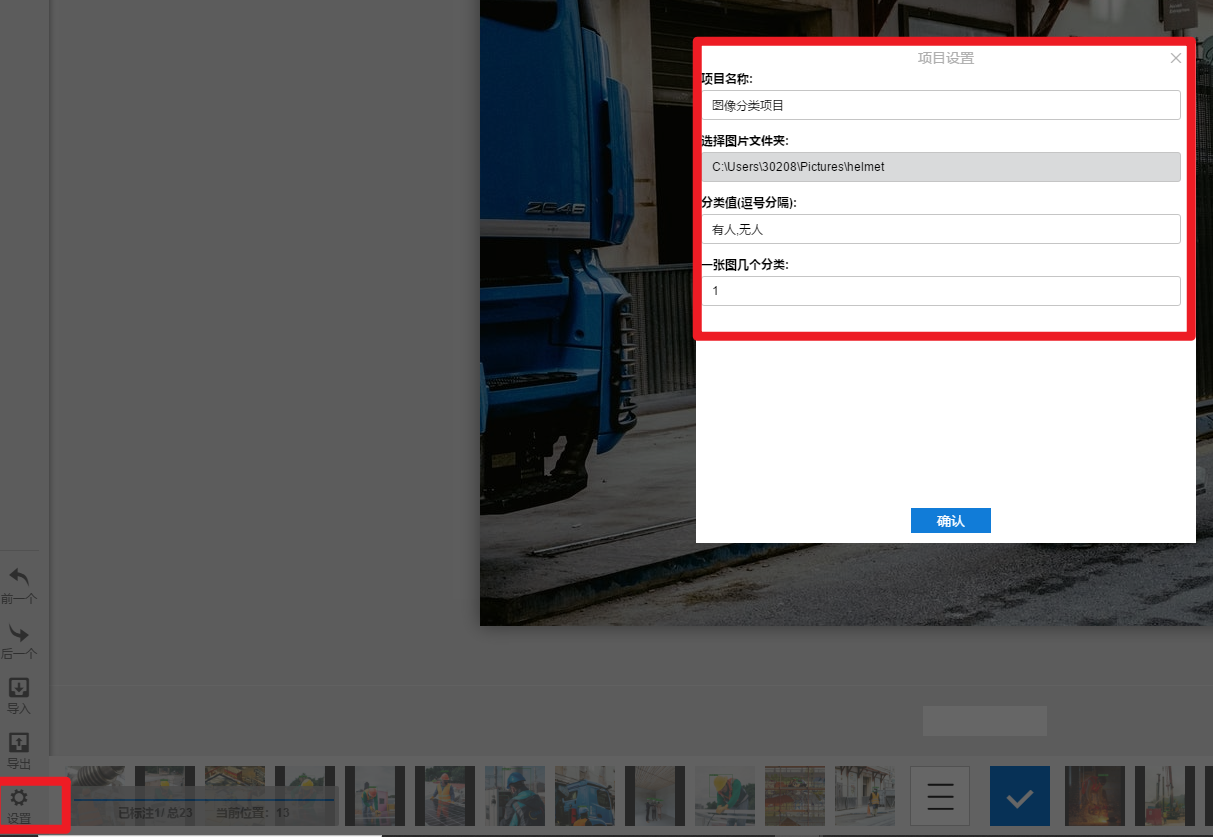 项目设置
项目名称:
图像分类项目
选择图片文件夹:
C:\Users\30208\Pictures\helmet
分类值(逗号分隔):
有人,无人
一张图几个分类:
1
确认
前一个
后一个
导入
导出
设置
已标注1/ 总23 当前位置: 13